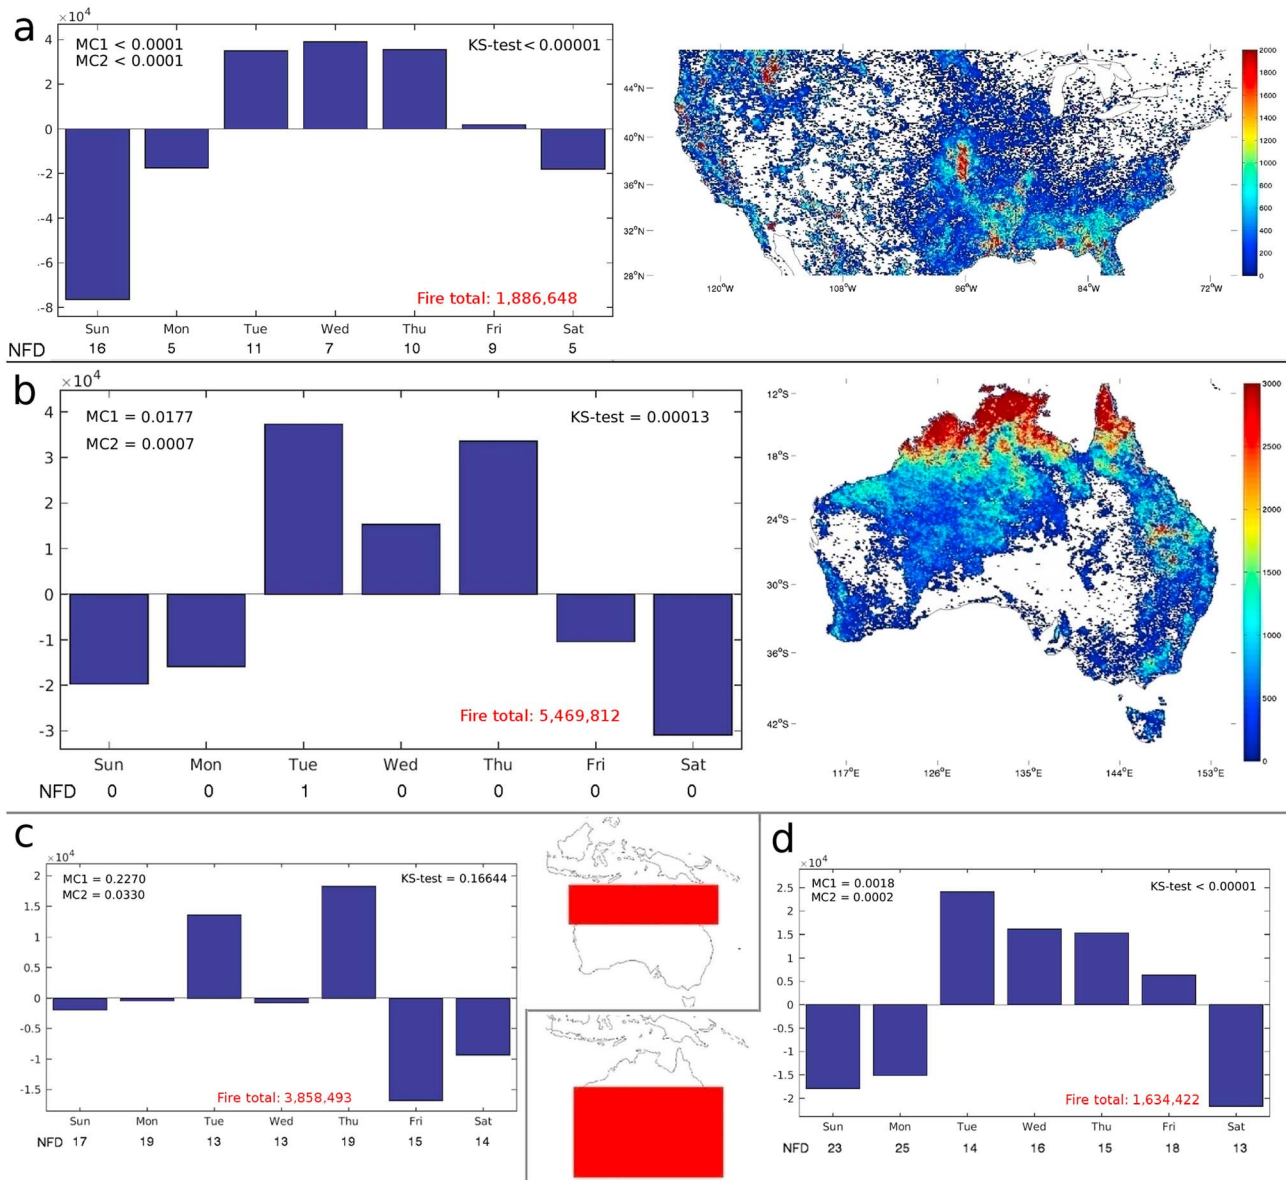 a
×10⁴
MC1 < 0.0001
MC2 < 0.0001
KS-test < 0.00001
4
2
0
-2
-4
-6
-8
Fire total: 1,886,648
Sun Mon Tue Wed Thu Fri Sat
NFD 16 5 11 7 10 9 5
44°N
40°N
36°N
32°N
28°N
120°W 108°W 96°W 84°W 72°W
2000
1800
1600
1400
1200
1000
800
600
400
200
0
b
×10⁴
MC1 = 0.0177
MC2 = 0.0007
KS-test = 0.00013
4
3
2
1
0
-1
-2
-3
Fire total: 5,469,812
Sun Mon Tue Wed Thu Fri Sat
NFD 0 0 1 0 0 0 0
12°S
18°S
24°S
30°S
36°S
42°S
117°E 126°E 135°E 144°E 153°E
3000
2500
2000
1500
1000
500
0
c
×10⁴
MC1 = 0.2270
MC2 = 0.0330
KS-test = 0.16644
2
1.5
1
0.5
0
-0.5
-1
-1.5
Fire total: 3,858,493
Sun Mon Tue Wed Thu Fri Sat
NFD 17 19 13 13 19 15 14
d
×10⁴
MC1 = 0.0018
MC2 = 0.0002
KS-test < 0.00001
2.5
2
1.5
1
0.5
0
-0.5
-1
-1.5
-2
Fire total: 1,634,422
Sun Mon Tue Wed Thu Fri Sat
NFD 23 25 14 16 15 18 13